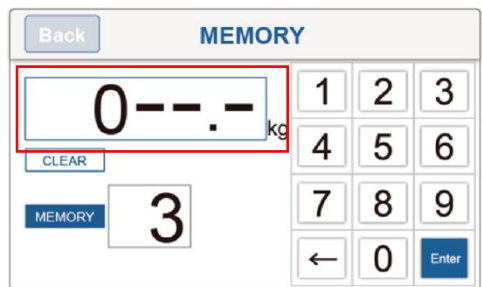 Back MEMORY
0--.- kg
CLEAR
MEMORY 3
1 2 3
4 5 6
7 8 9
← 0 Enter